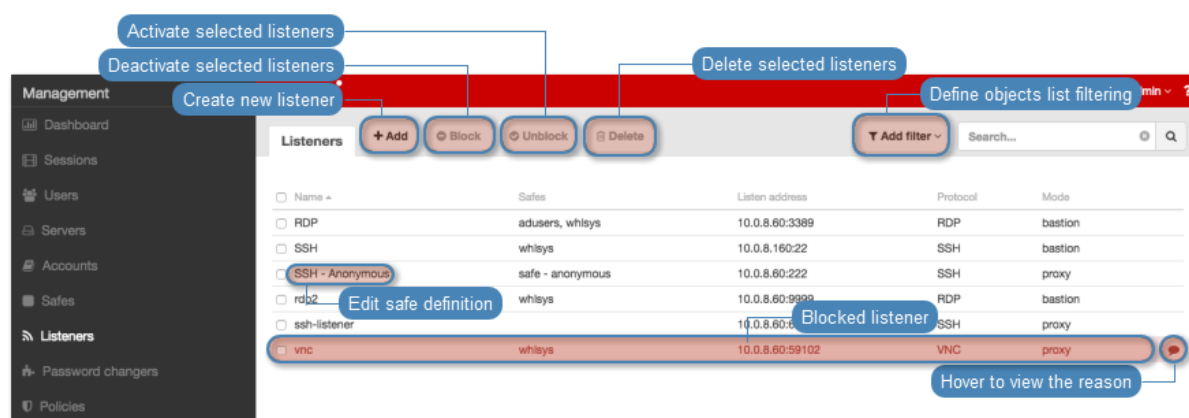 Activate selected listeners
Deactivate selected listeners
Delete selected listeners
Management
Create new listener
Define objects list filtering
min ?
Dashboard
Listeners
+ Add
Block
Unblock
Delete
Add filter
Search...
Sessions
Users
Name Safes Listen address Protocol Mode
RDP adusers, whlsys 10.0.8.60:3389 RDP bastion
Servers
SSH whlsys 10.0.8.160:22 SSH bastion
Accounts
SSH - Anonymous safe - anonymous 10.0.8.60:222 SSH proxy
Safes
rdp2 whlsys 10.0.8.60:9999 RDP bastion
Edit safe definition
Blocked listener
Listeners
ssh-listener SSH proxy
vnc whlsys 10.0.8.60:59102 VNC proxy
Password changers
Hover to view the reason
Policies